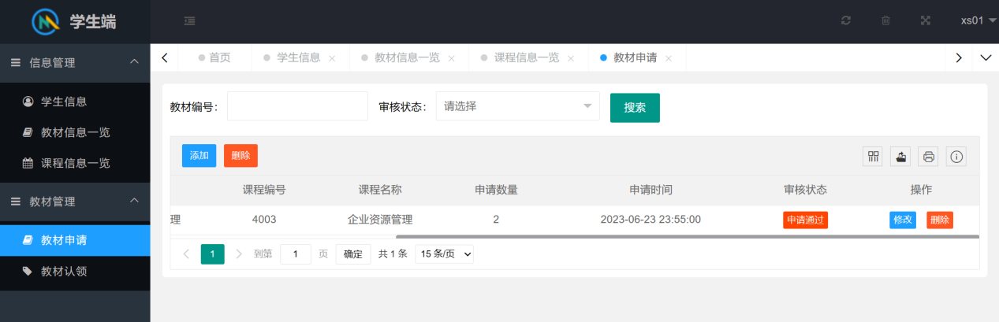 学生端
xs01
信息管理
学生信息
教材信息一览
课程信息一览
教材管理
教材申请
教材认领
首页 学生信息 教材信息一览 课程信息一览 教材申请
教材编号： 审核状态： 请选择 搜索
添加 删除
课程编号 课程名称 申请数量 申请时间 审核状态 操作
理 4003 企业资源管理 2 2023-06-23 23:55:00 申请通过 修改 删除
1 到第 1 页 确定 共 1 条 15 条/页